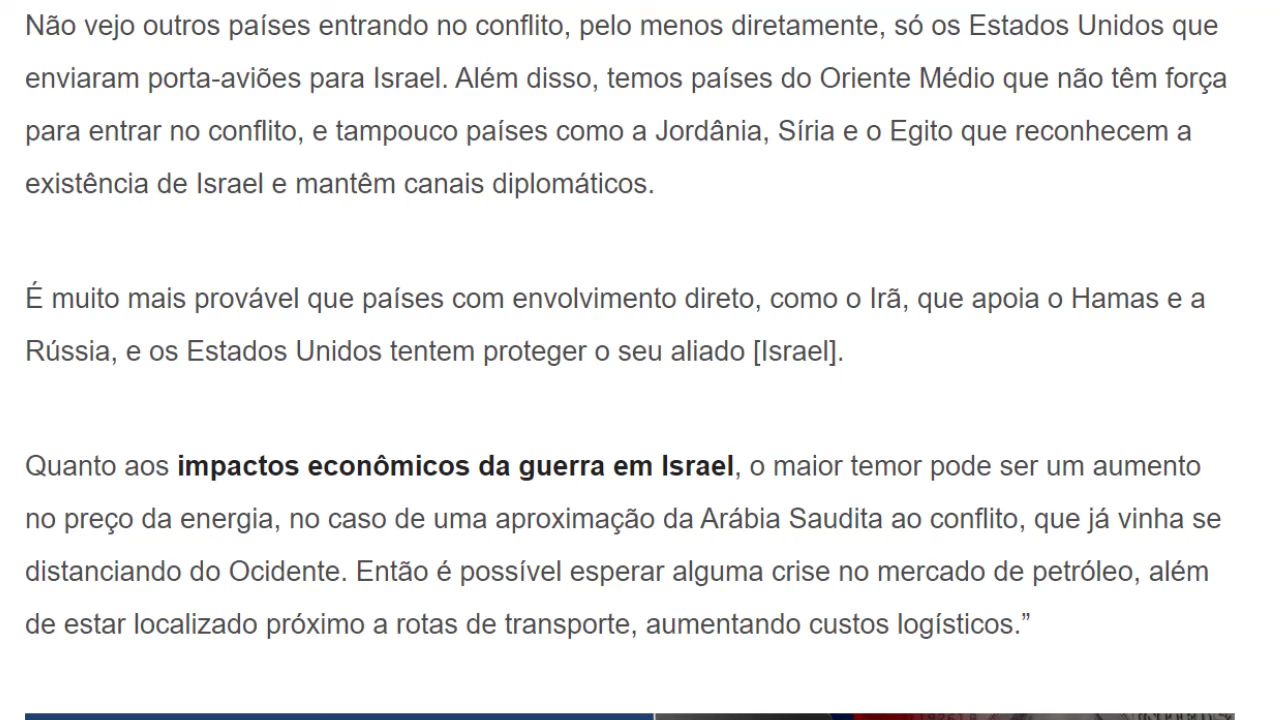 Não vejo outros países entrando no conflito, pelo menos diretamente, só os Estados Unidos que
enviaram porta-aviões para Israel. Além disso, temos países do Oriente Médio que não têm força
para entrar no conflito, e tampouco países como a Jordânia, Síria e o Egito que reconhecem a
existência de Israel e mantêm canais diplomáticos.
É muito mais provável que países com envolvimento direto, como o Irã, que apoia o Hamas e a
Rússia, e os Estados Unidos tentem proteger o seu aliado [Israel].
Quanto aos impactos econômicos da guerra em Israel, o maior temor pode ser um aumento
no preço da energia, no caso de uma aproximação da Arábia Saudita ao conflito, que já vinha se
distanciando do Ocidente. Então é possível esperar alguma crise no mercado de petróleo, além
de estar localizado próximo a rotas de transporte, aumentando custos logísticos.”